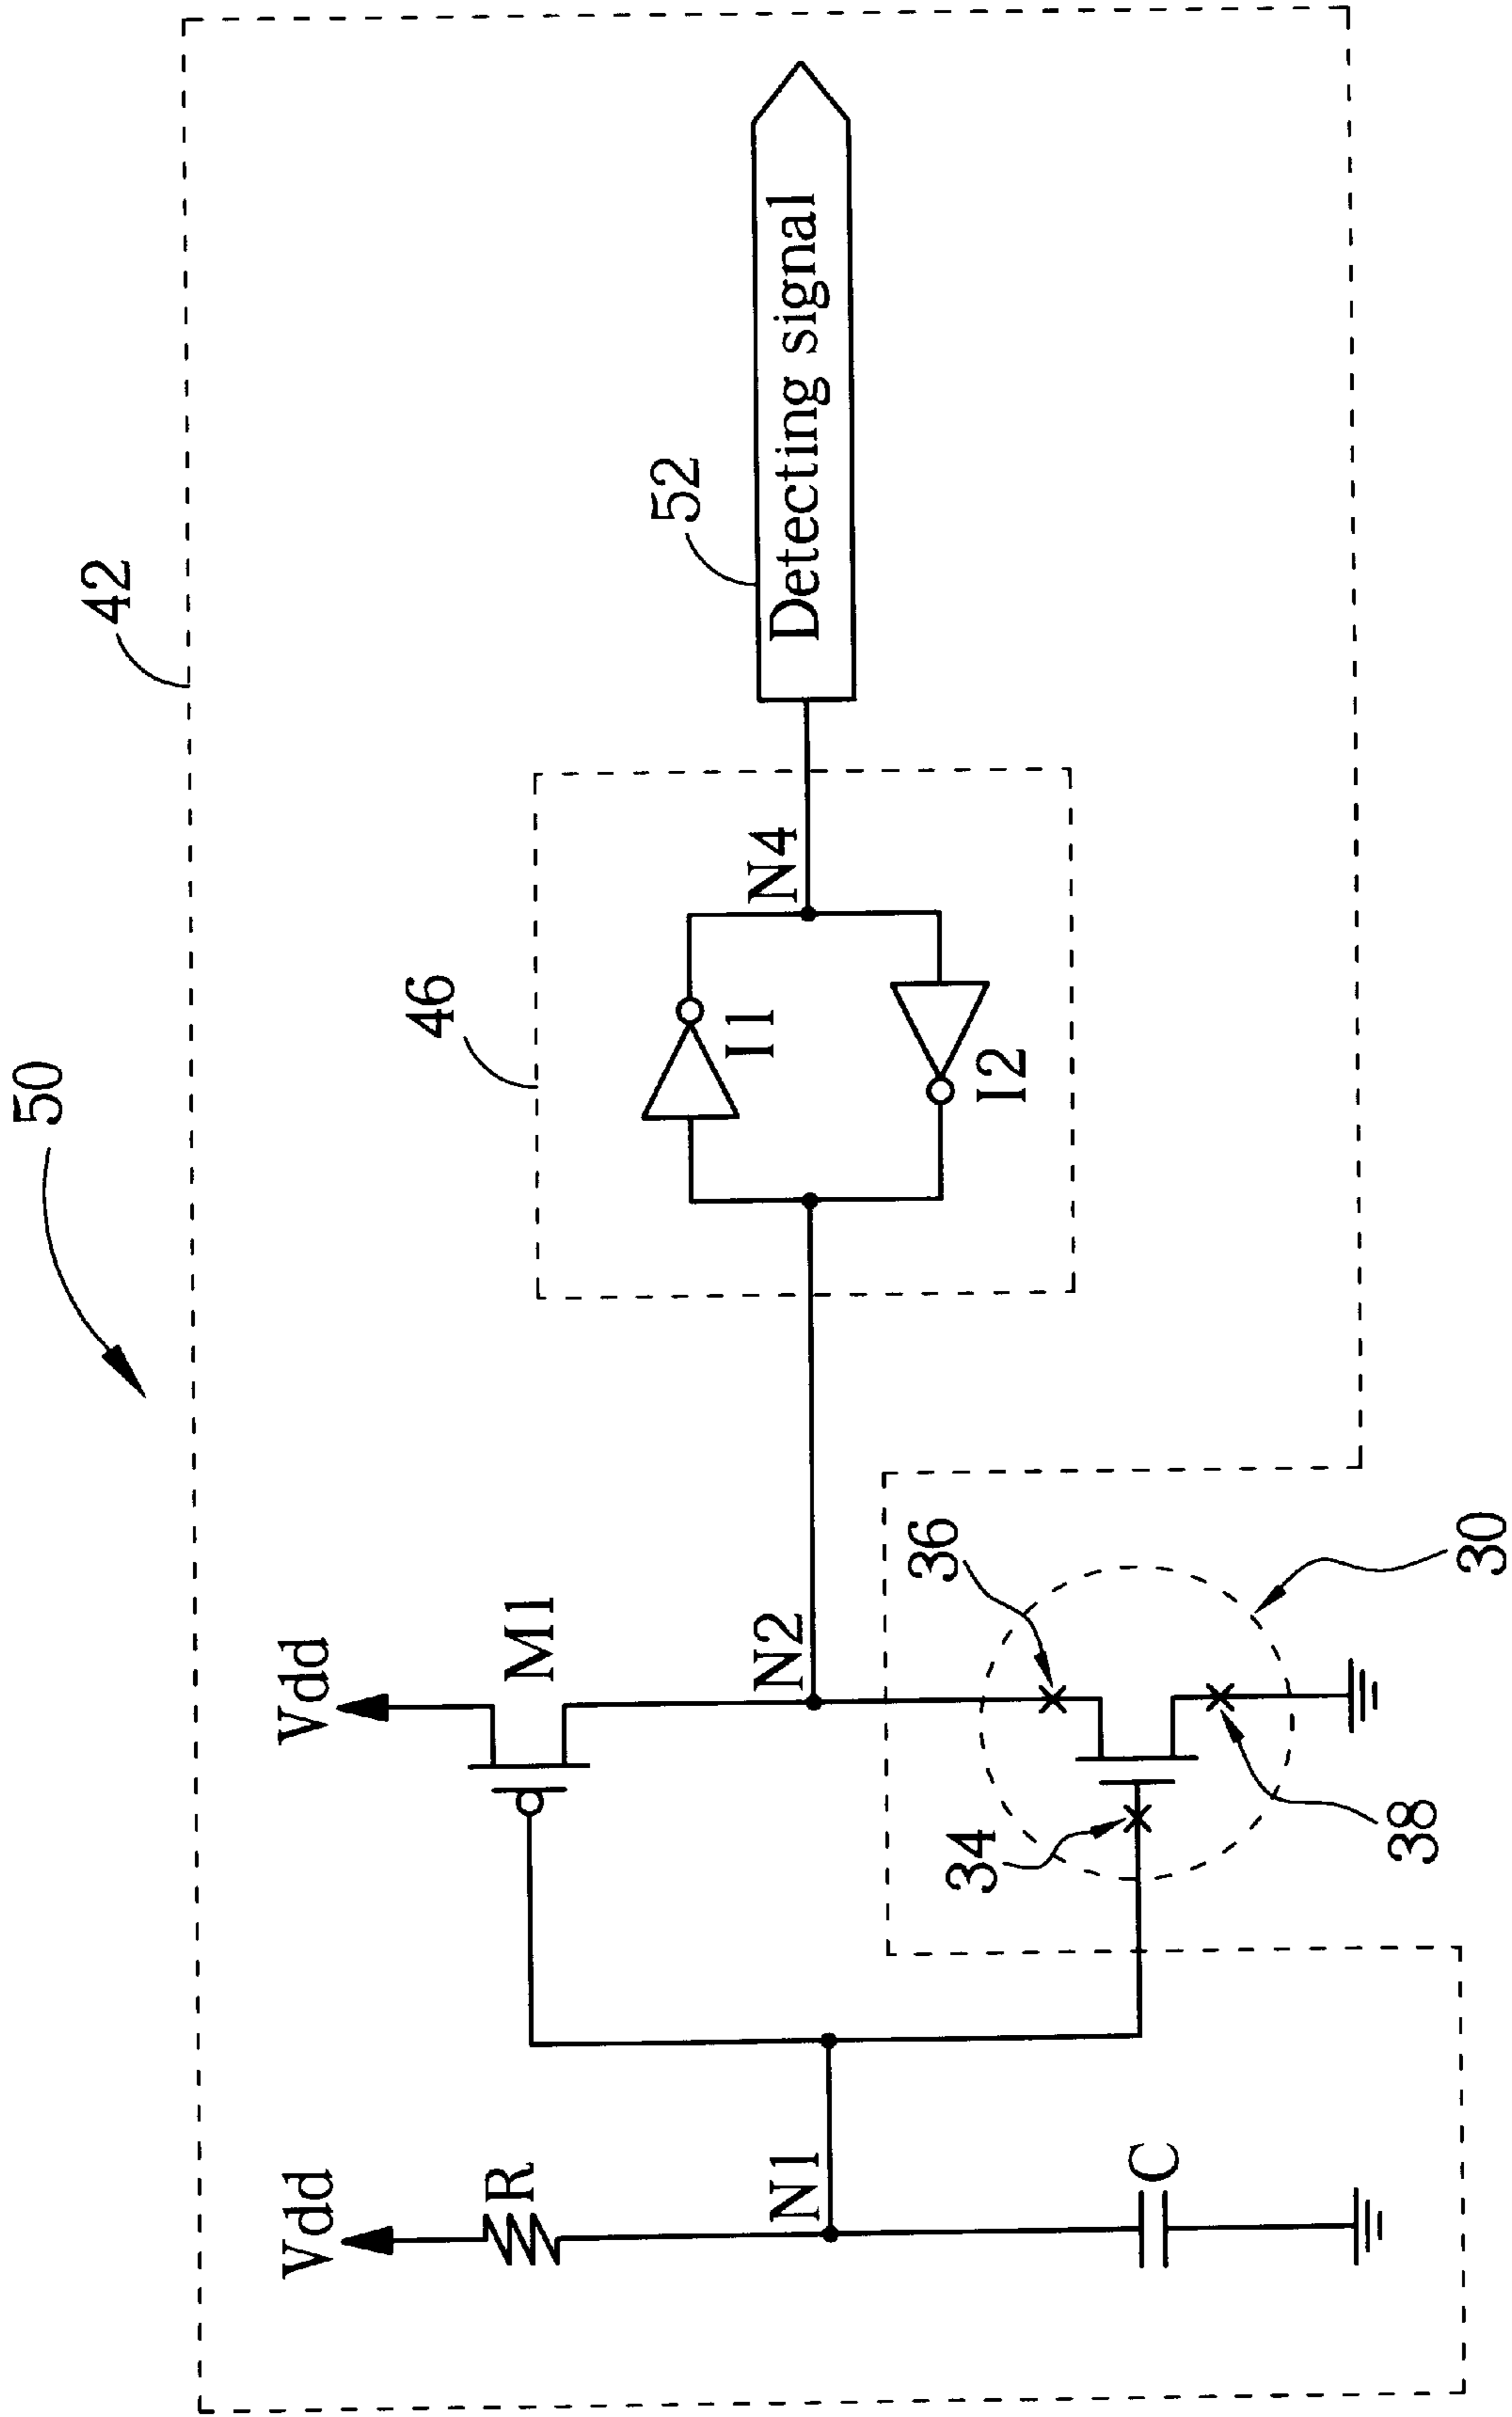 50
42
46
52
Vdd
Vdd
R
M1
N1
N2
I1
N4
Detecting signal
I2
C
34
36
38
30